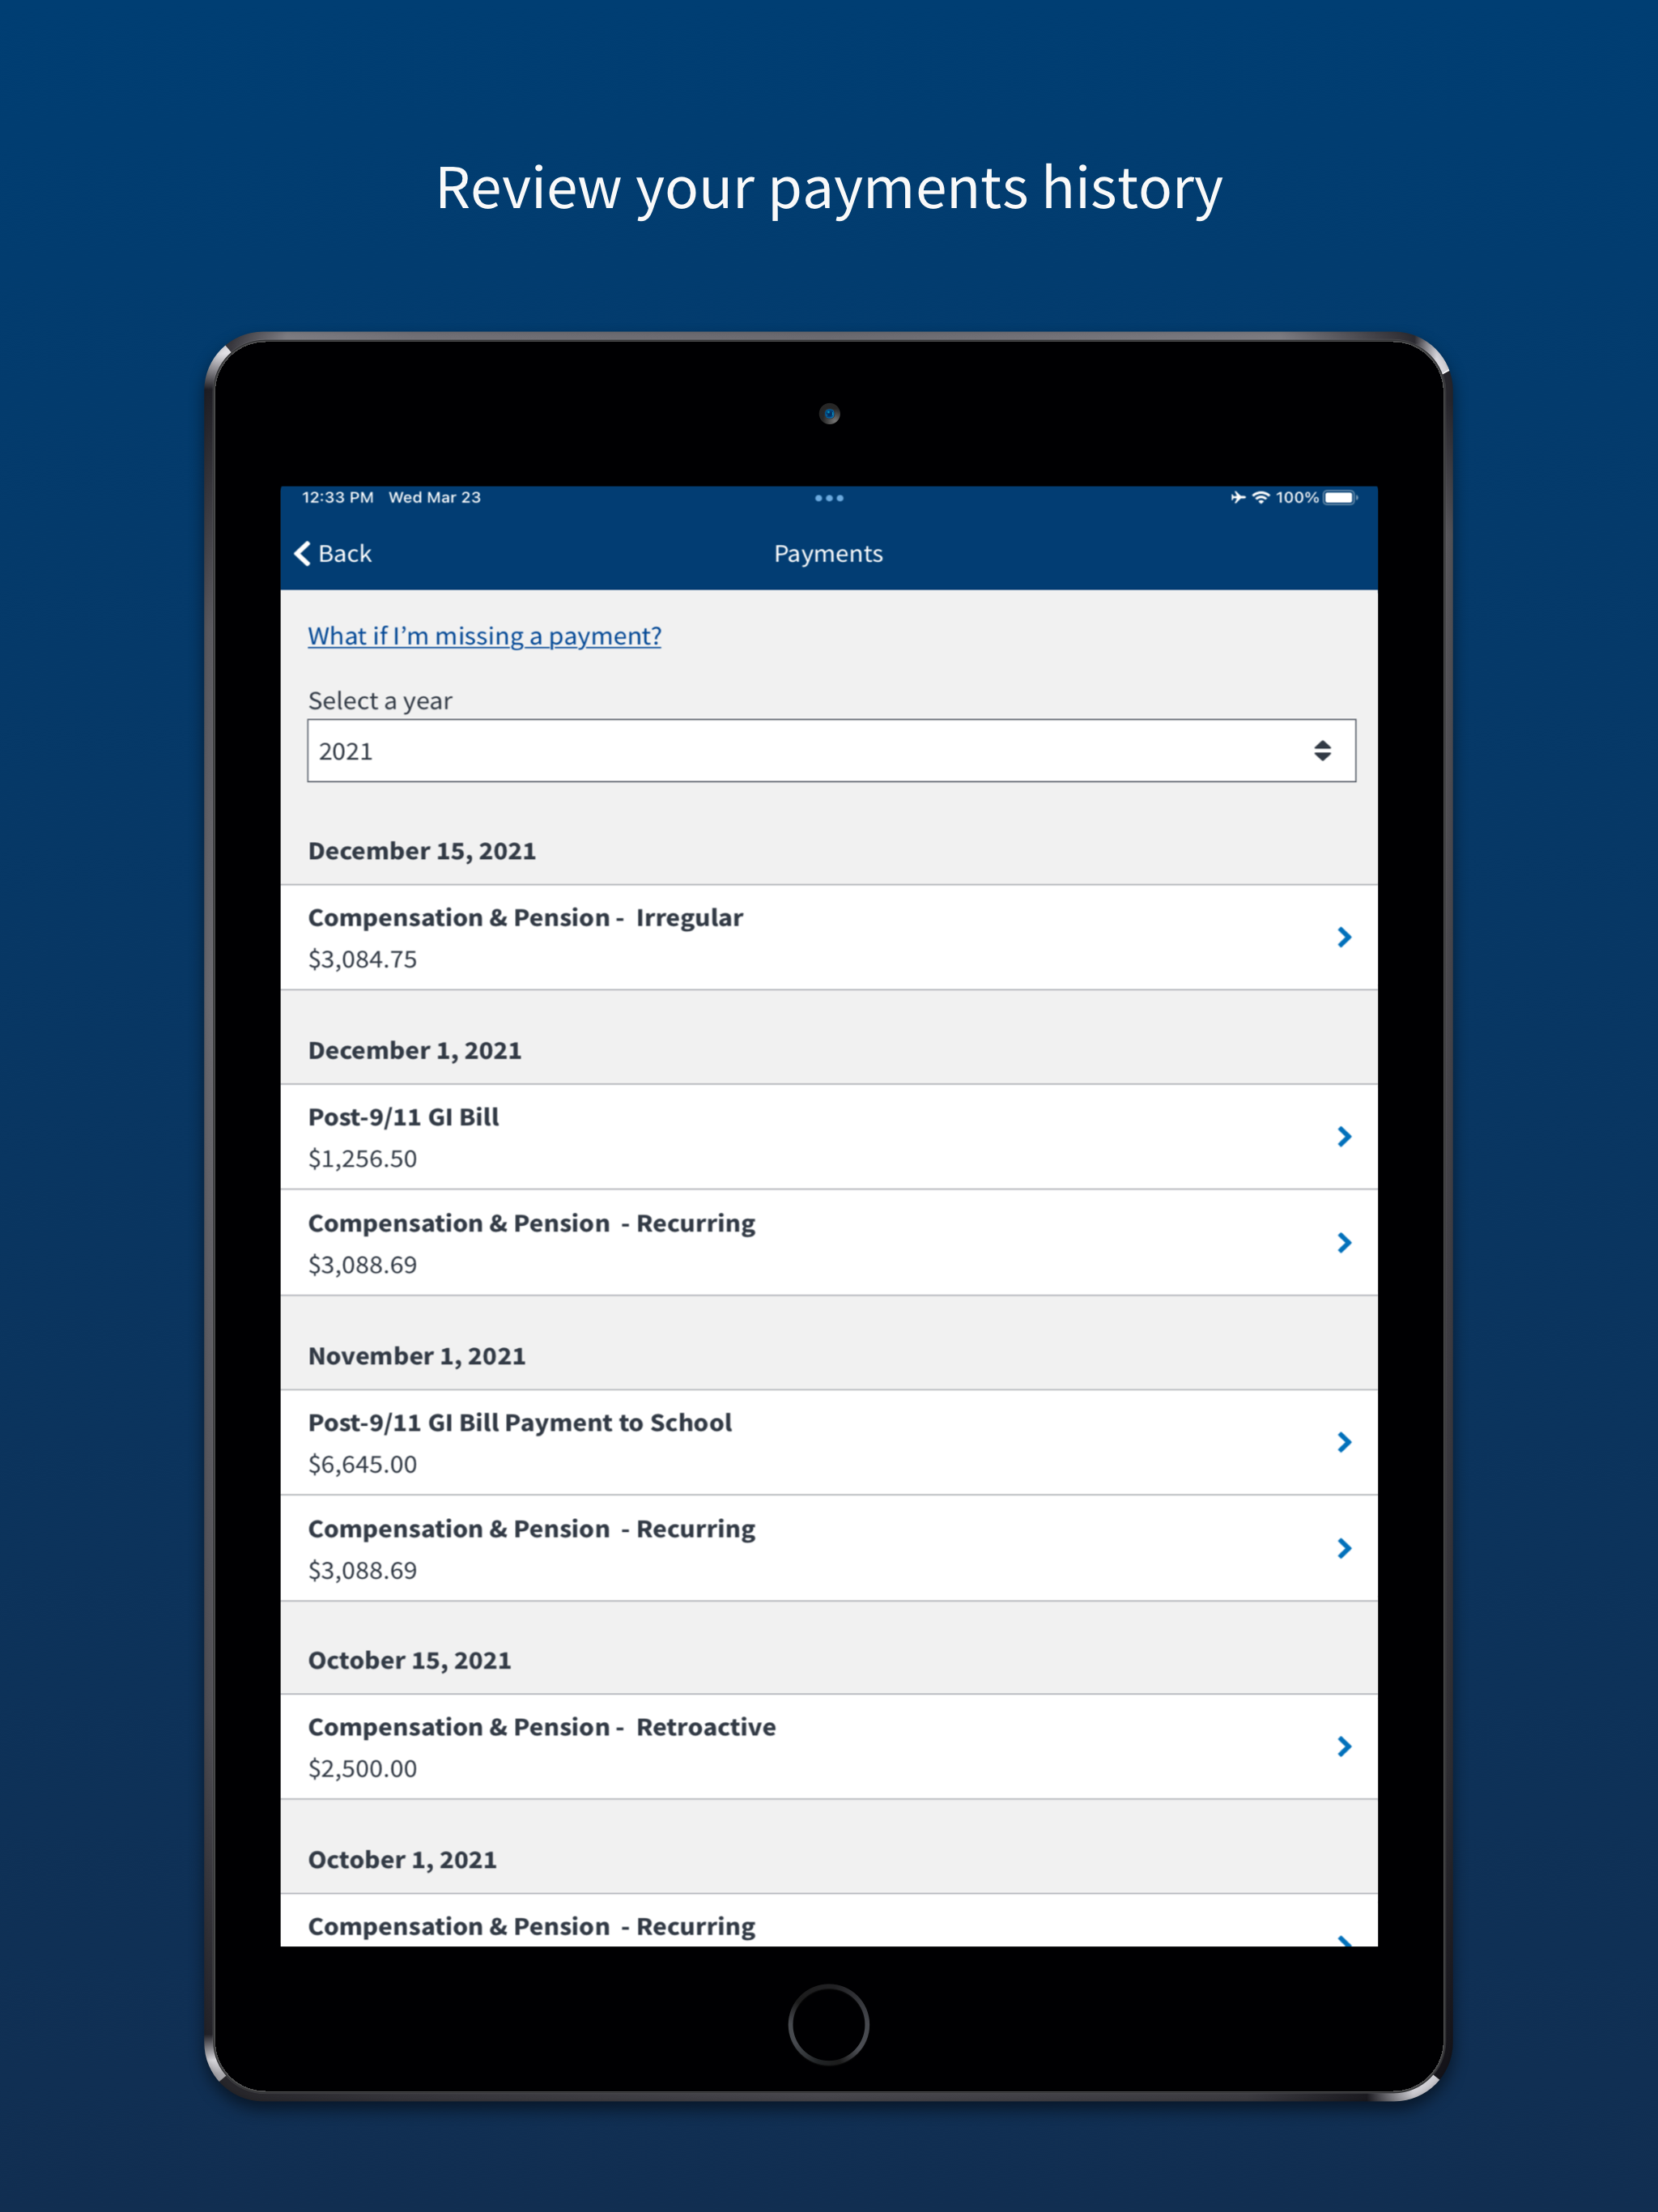 Review your payments history
12:33 PM Wed Mar 23
100%
Back
Payments
What if I’m missing a payment?
Select a year
2021
December 15, 2021
Compensation & Pension -  Irregular
$3,084.75
December 1, 2021
Post-9/11 GI Bill
$1,256.50
Compensation & Pension  - Recurring
$3,088.69
November 1, 2021
Post-9/11 GI Bill Payment to School
$6,645.00
Compensation & Pension  - Recurring
$3,088.69
October 15, 2021
Compensation & Pension -  Retroactive
$2,500.00
October 1, 2021
Compensation & Pension  - Recurring